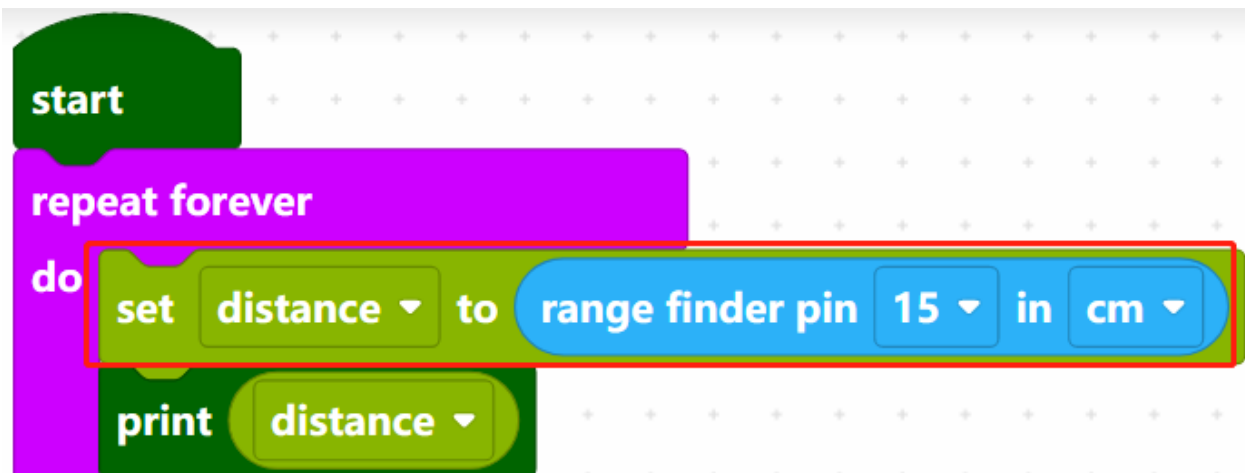 start
repeat forever
do
set distance to range finder pin 15 in cm
print distance